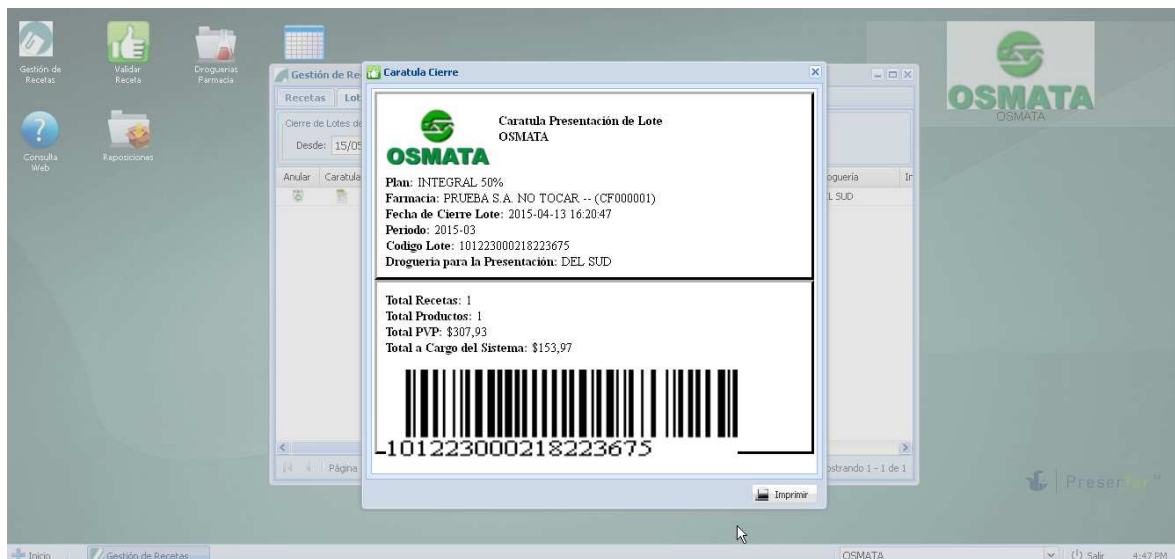 Gestión de
Recetas
Validar
Receta
Droguerias
Farmacia
Consulta
Web
Reposiciones
OSMATA
OSMATA
Gestión de Re
Recetas
Lot
Cierre de Lotes de
Desde: 15/05
Anular
Caratula
oguería
In
L SUD
Página
ostrando 1 - 1 de 1
Caratula Cierre
OSMATA
Caratula Presentación de Lote
OSMATA
Plan: INTEGRAL 50%
Farmacia: PRUEBA S.A. NO TOCAR -- (CF000001)
Fecha de Cierre Lote: 2015-04-13 16:20:47
Periodo: 2015-03
Codigo Lote: 101223000218223675
Drogueria para la Presentación: DEL SUD
Total Recetas: 1
Total Productos: 1
Total PVP: $307,93
Total a Cargo del Sistema: $153,97
101223000218223675
Imprimir
Preserfar
Inicio
Gestión de Recetas
OSMATA
Salir
4:47 PM